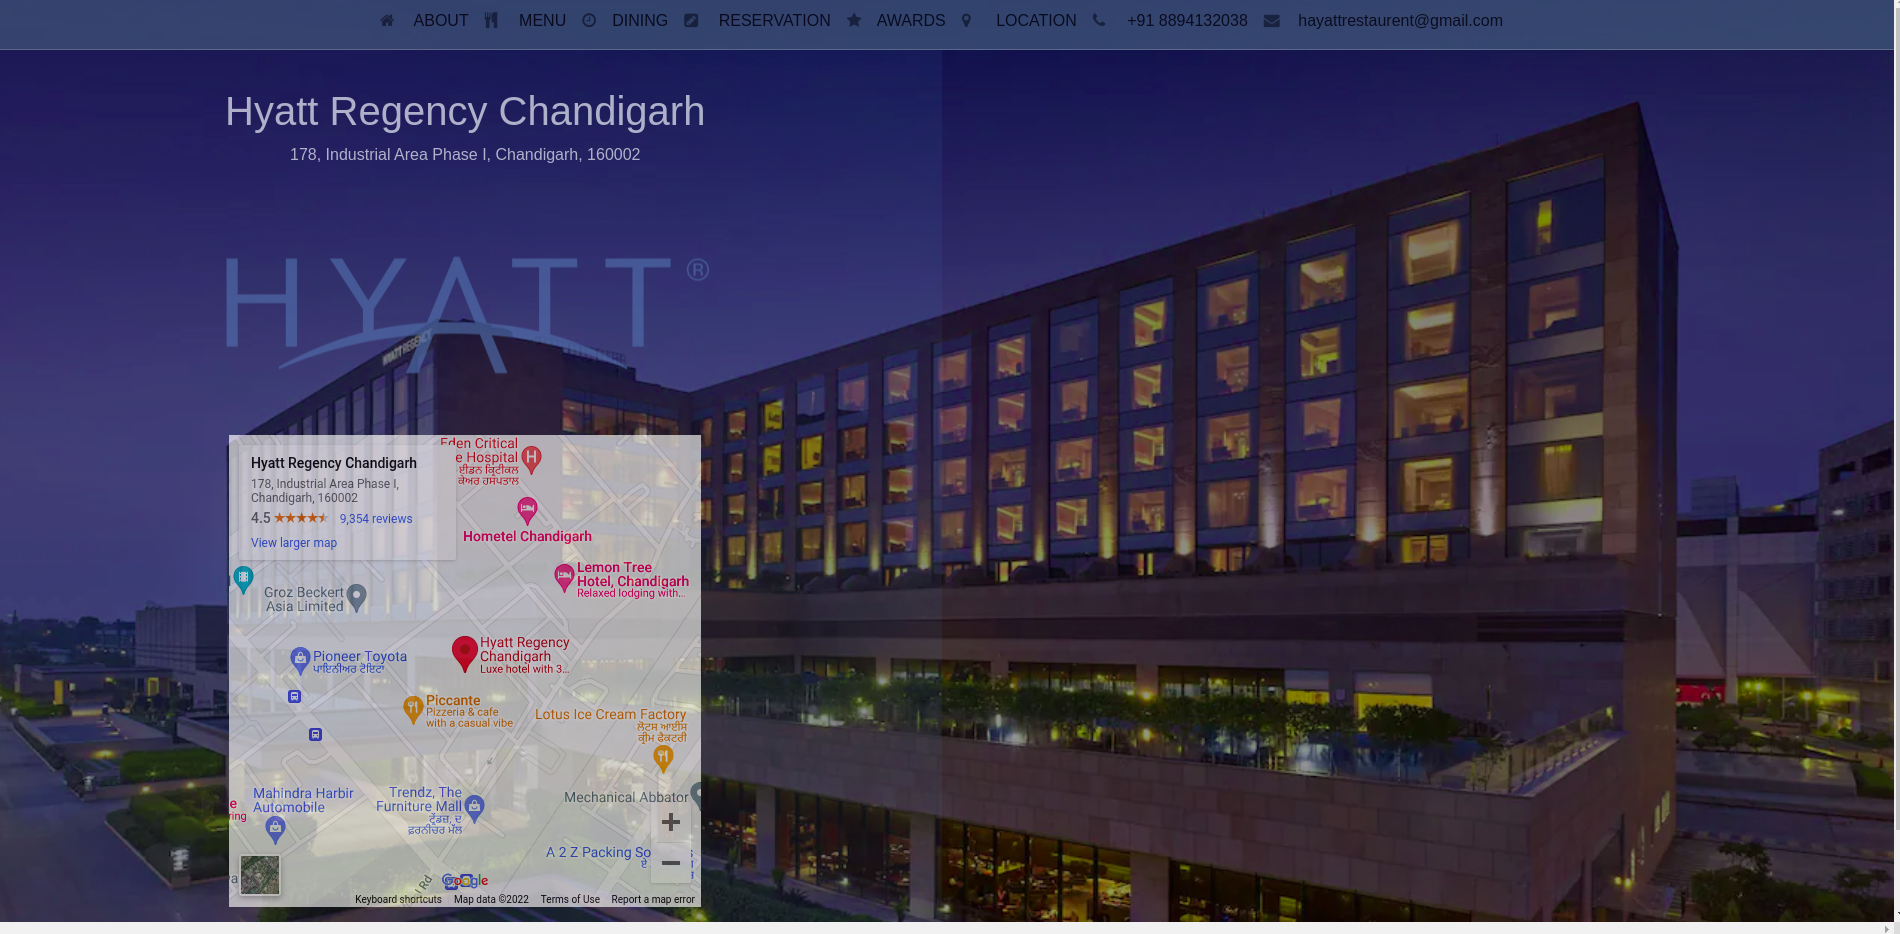 ABOUT MENU DINING RESERVATION AWARDS LOCATION +91 8894132038 hayattrestaurent@gmail.com
Hyatt Regency Chandigarh
178, Industrial Area Phase I, Chandigarh, 160002
HYATT®
HYATT REGENCY
Hyatt Regency Chandigarh
178, Industrial Area Phase I,
Chandigarh, 160002
4.5 ★★★★★ 9,354 reviews
View larger map
Eden Critical
e Hospital
ਈਡਨ ਕ੍ਰਿਟੀਕਲ
ਕੇਅਰ ਹਸਪਤਾਲ
Hometel Chandigarh
Lemon Tree
Hotel, Chandigarh
Relaxed lodging with...
Groz Beckert
Asia Limited
Hyatt Regency
Chandigarh
Luxe hotel with 3...
Pioneer Toyota
ਪਾਇਨੀਅਰ ਟੋਇਟਾ
Piccante
Pizzeria & cafe
with a casual vibe
Lotus Ice Cream Factory
ਲੋਟਸ ਆਈਸ
ਕ੍ਰੀਮ ਫੈਕਟਰੀ
Mahindra Harbir
Automobile
Trendz, The
Furniture Mall
ਟ੍ਰੈਂਡਜ਼, ਦ
ਫ਼ਰਨੀਚਰ ਮੱਲ
Mechanical Abbator
e
ring
A 2 Z Packing So s
Rd
Google
Keyboard shortcuts Map data ©2022 Terms of Use Report a map error